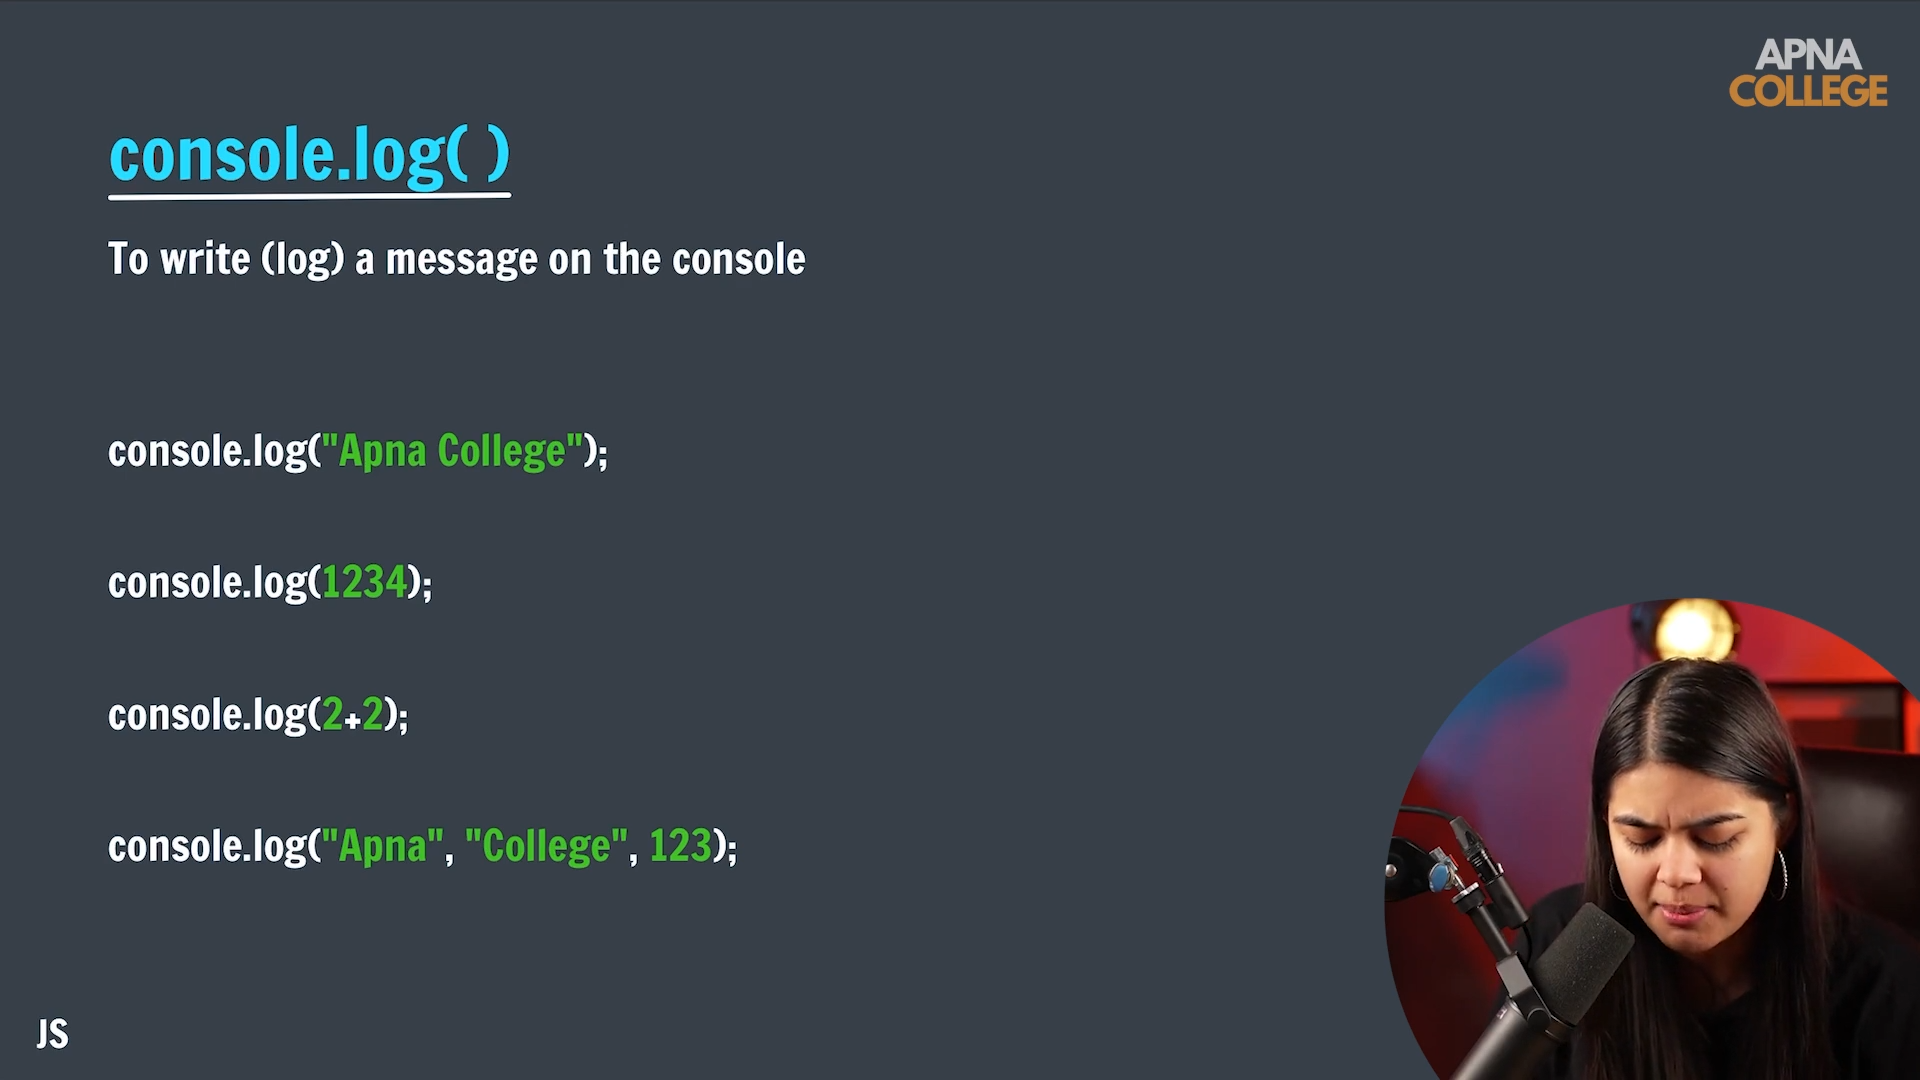 APNA
COLLEGE
console.log( )
To write (log) a message on the console
console.log("Apna College");
console.log(1234);
console.log(2+2);
console.log("Apna", "College", 123);
JS